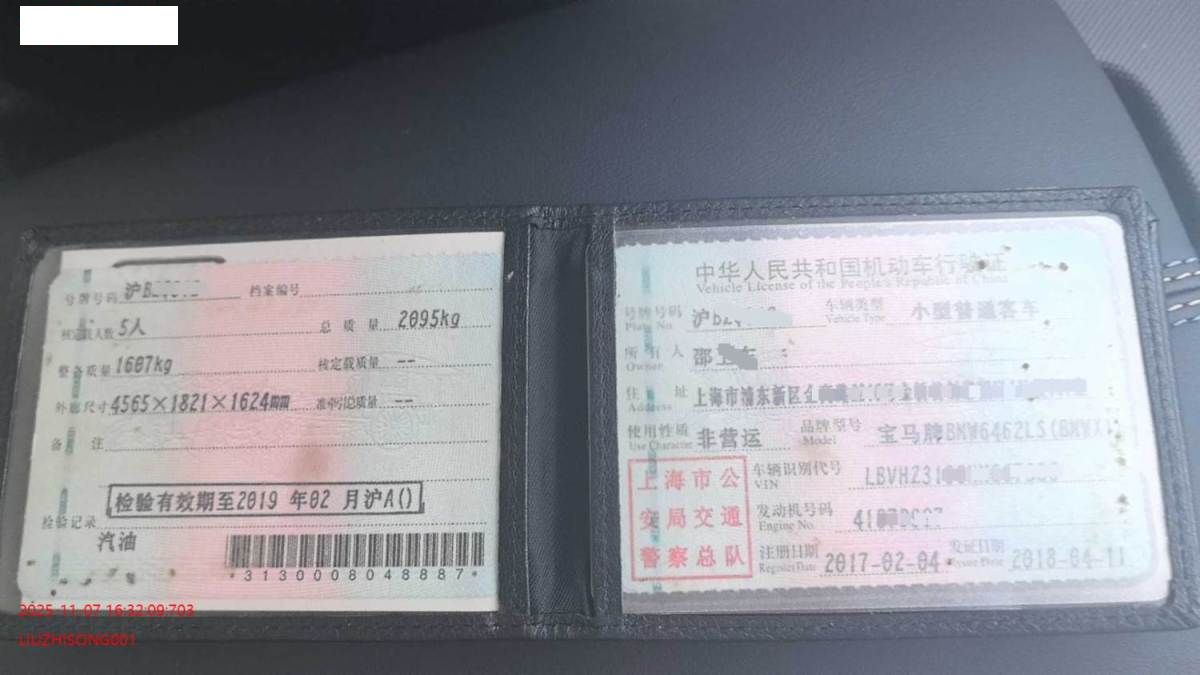 号牌号码 沪B 档案编号
核定载人数 5人 总质量 2095kg
整备质量 1687kg 核定载质量 --
外廓尺寸 4565×1821×1624mm 准牵引总质量 --
备注
检验有效期至2019 年02 月沪A()
检验记录
汽油
*3130008048887*
2025-11-07 16:32:09:703
LIUZHISONG001
中华人民共和国机动车行驶证
Vehicle License of the People's Republic of China
号牌号码 沪B2 车辆类型 小型普通客车
Plate No. Vehicle Type
所有人 邵
Owner
住址 上海市浦东新区
Address
使用性质 非营运 品牌型号 宝马牌BMW6462LS(BMWX1)
Use Character Model
上海市公
安局交通
警察总队
车辆识别代号 LBVHZ31
VIN
发动机号码
Engine No.
注册日期 2017-02-04 发证日期 2018-04-11
Register Date Issue Date